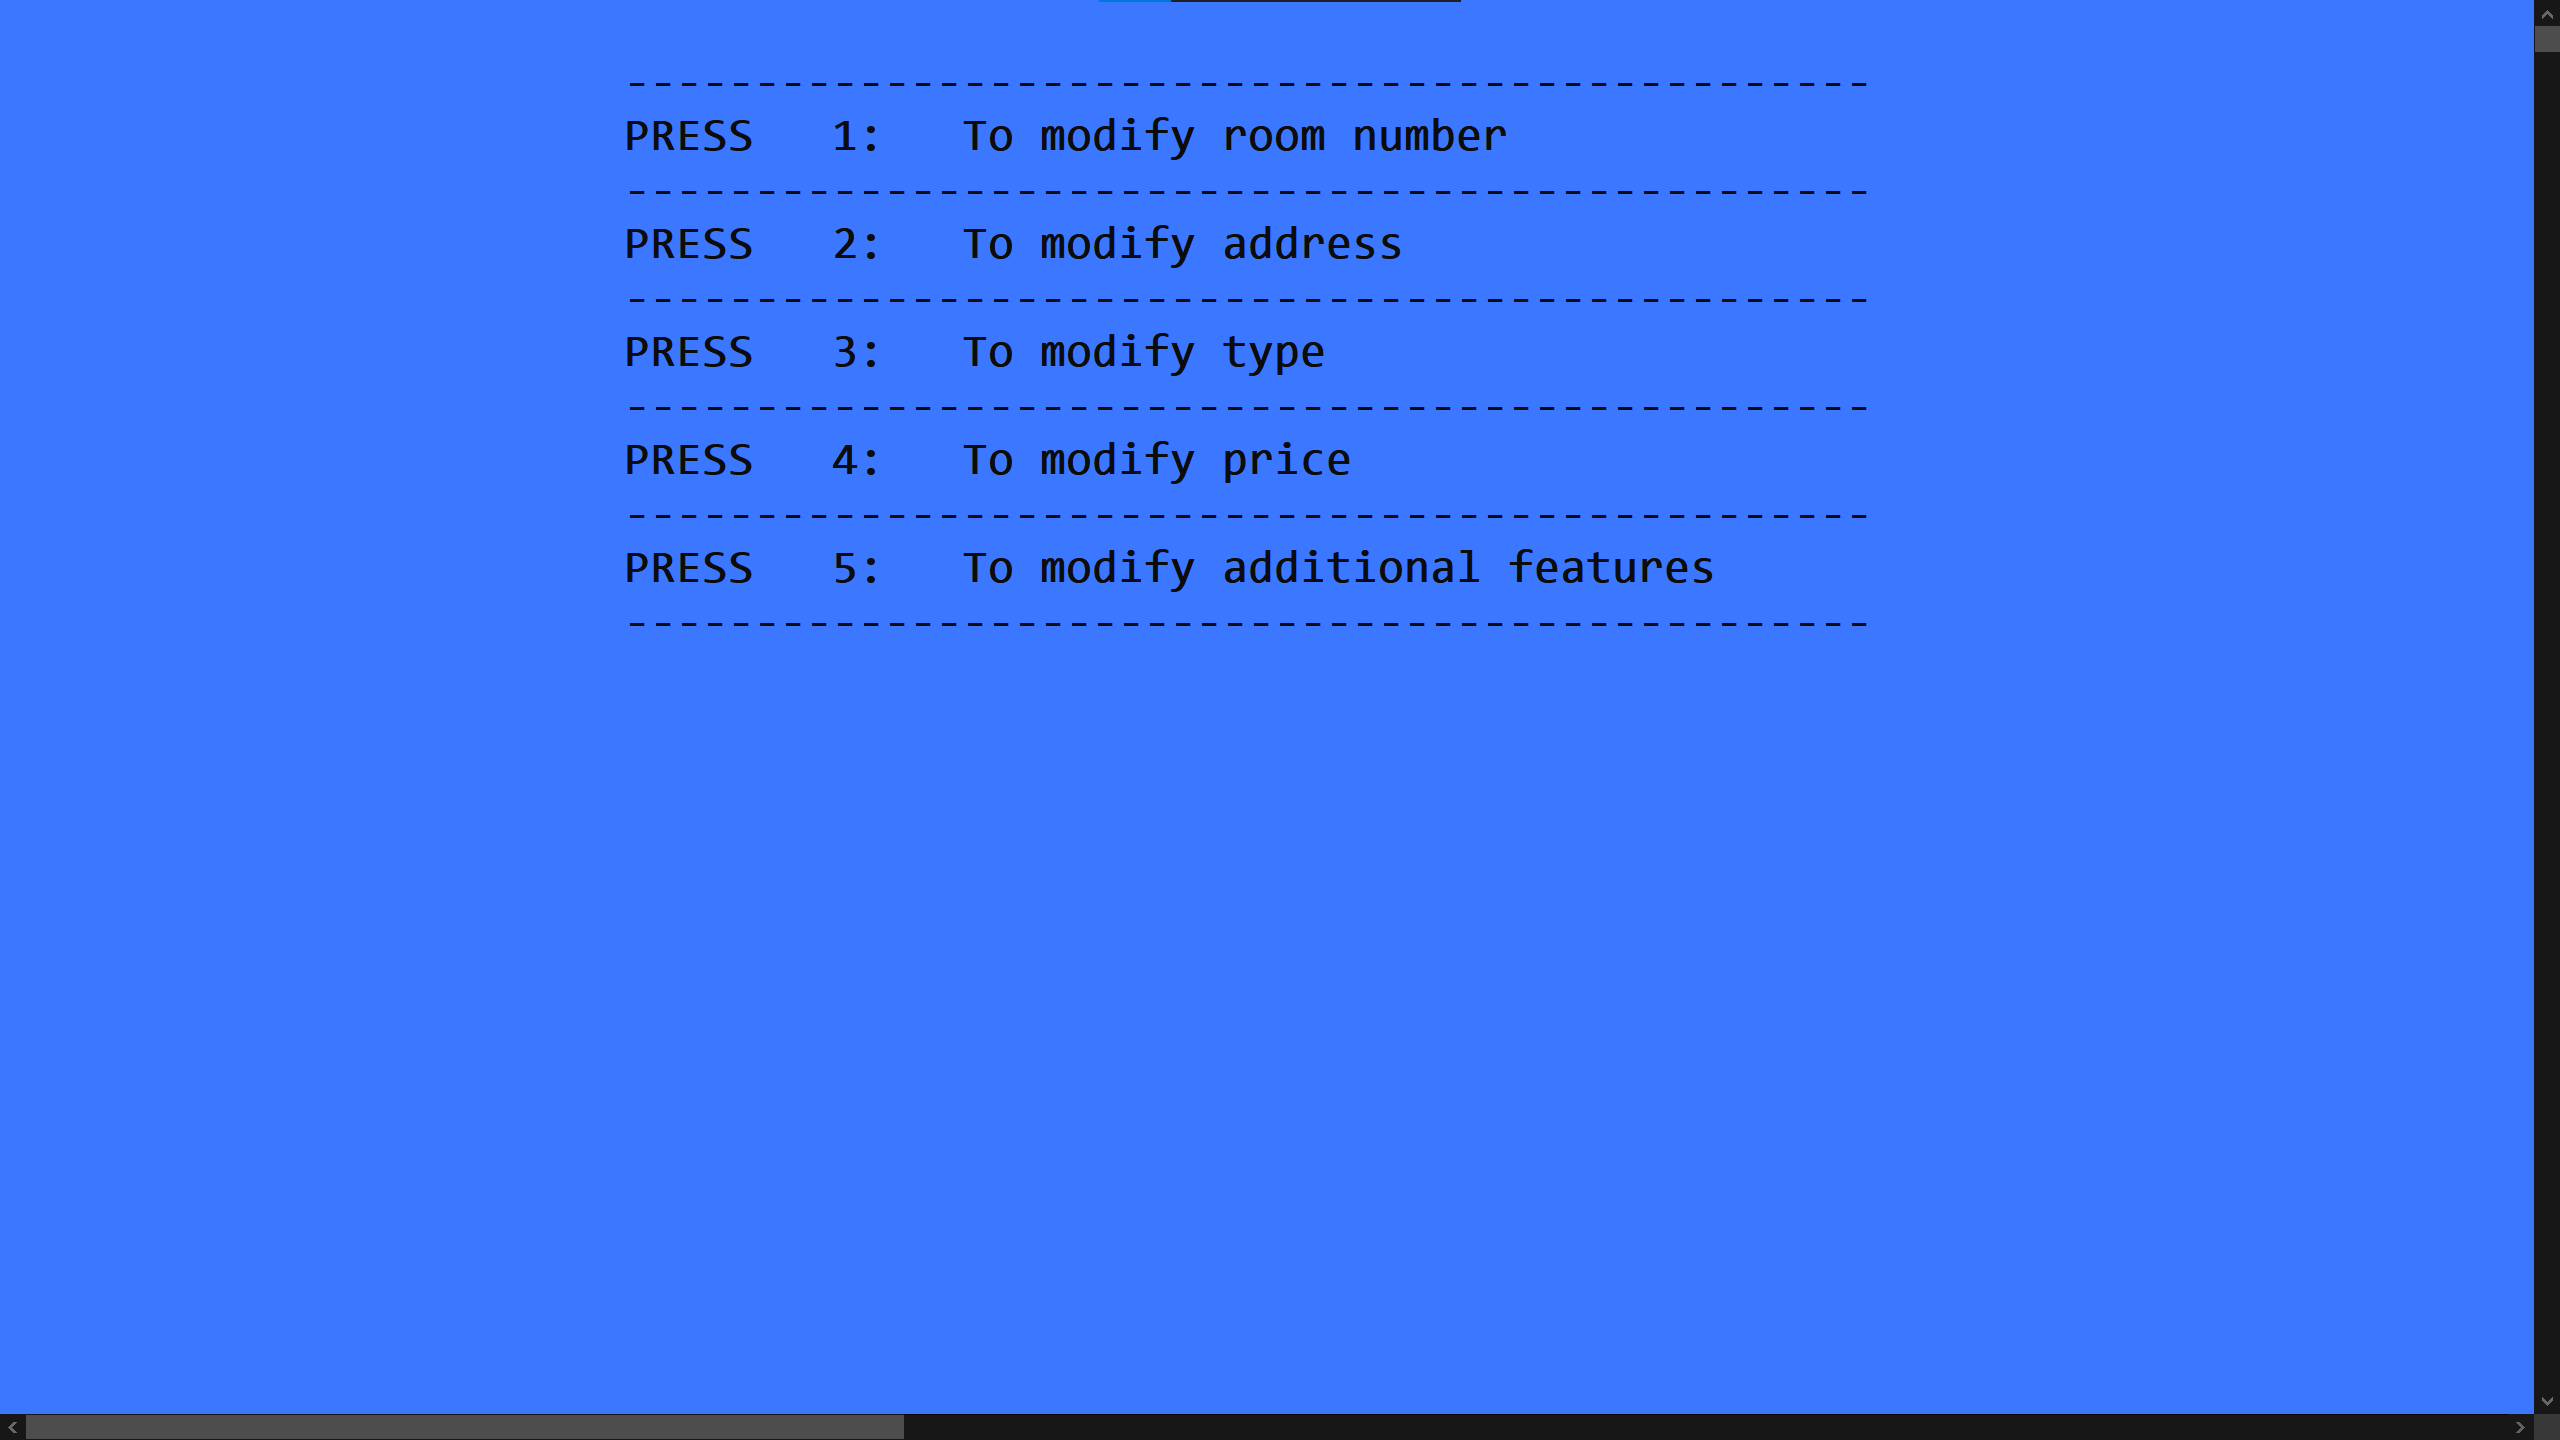 ------------------------------------------------
PRESS   1:   To modify room number
------------------------------------------------
PRESS   2:   To modify address
------------------------------------------------
PRESS   3:   To modify type
------------------------------------------------
PRESS   4:   To modify price
------------------------------------------------
PRESS   5:   To modify additional features
------------------------------------------------